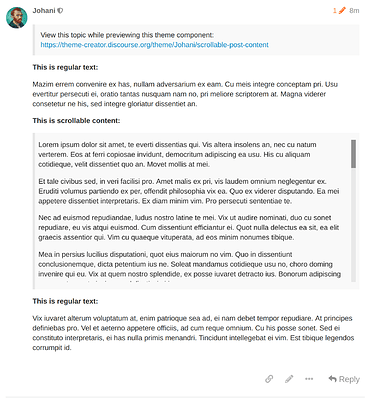 Johani
1 8m
View this topic while previewing this theme component:
https://theme-creator.discourse.org/theme/Johani/scrollable-post-content
This is regular text:
Mazim errem convenire ex has, nullam adversarium ex eam. Cu meis integre conceptam pri. Usu
evertitur persecuti ei, oratio tantas nusquam nam no, pri meliore scriptorem at. Magna viderer
consetetur ne his, sed integre gloriatur dissentiet an.
This is scrollable content:
Lorem ipsum dolor sit amet, te everti dissentias qui. Vis altera insolens an, nec cu natum
verterem. Eos at ferri copiosae invidunt, democritum adipiscing ea usu. His cu aliquam
cotidieque, velit dissentiet quo an. Movet mollis at mei.
Et tale civibus sed, in veri facilisi pro. Amet malis ex pri, vis laudem omnium neglegentur ex.
Eruditi volumus partiendo ex per, offendit philosophia vix ea. Quo ex viderer disputando. Ea mei
appetere dissentiet interpretaris. Ex diam minim vim. Pro persecuti sententiae te.
Nec ad euismod repudiandae, ludus nostro latine te mei. Vix ut audire nominati, duo cu sonet
repudiare, eu vis atqui euismod. Cum dissentiunt efficiantur ei. Quot nulla delectus ea sit, ea elit
graecis assentior qui. Vim cu quaeque vituperata, ad eos minim nonumes tibique.
Mea in persius lucilius disputationi, quot eius maiorum no vim. Quo in dissentiunt
conclusionemque, dicta petentium ius ne. Soleat mandamus cotidieque usu no, choro doming
invenire qui eu. Vix at quem nostro splendide, ex posse iuvaret detracto ius. Bonorum adipiscing
This is regular text:
Vix iuvaret alterum voluptatum at, enim patrioque sea ad, ei nam debet tempor repudiare. At principes
definiebas pro. Vel et aeterno appetere officiis, ad cum reque omnium. Cu his posse sonet. Sed ei
constituto interpretaris, ei has nulla primis menandri. Tincidunt intellegebat ei vim. Est tibique legendos
corrumpit id.
Reply